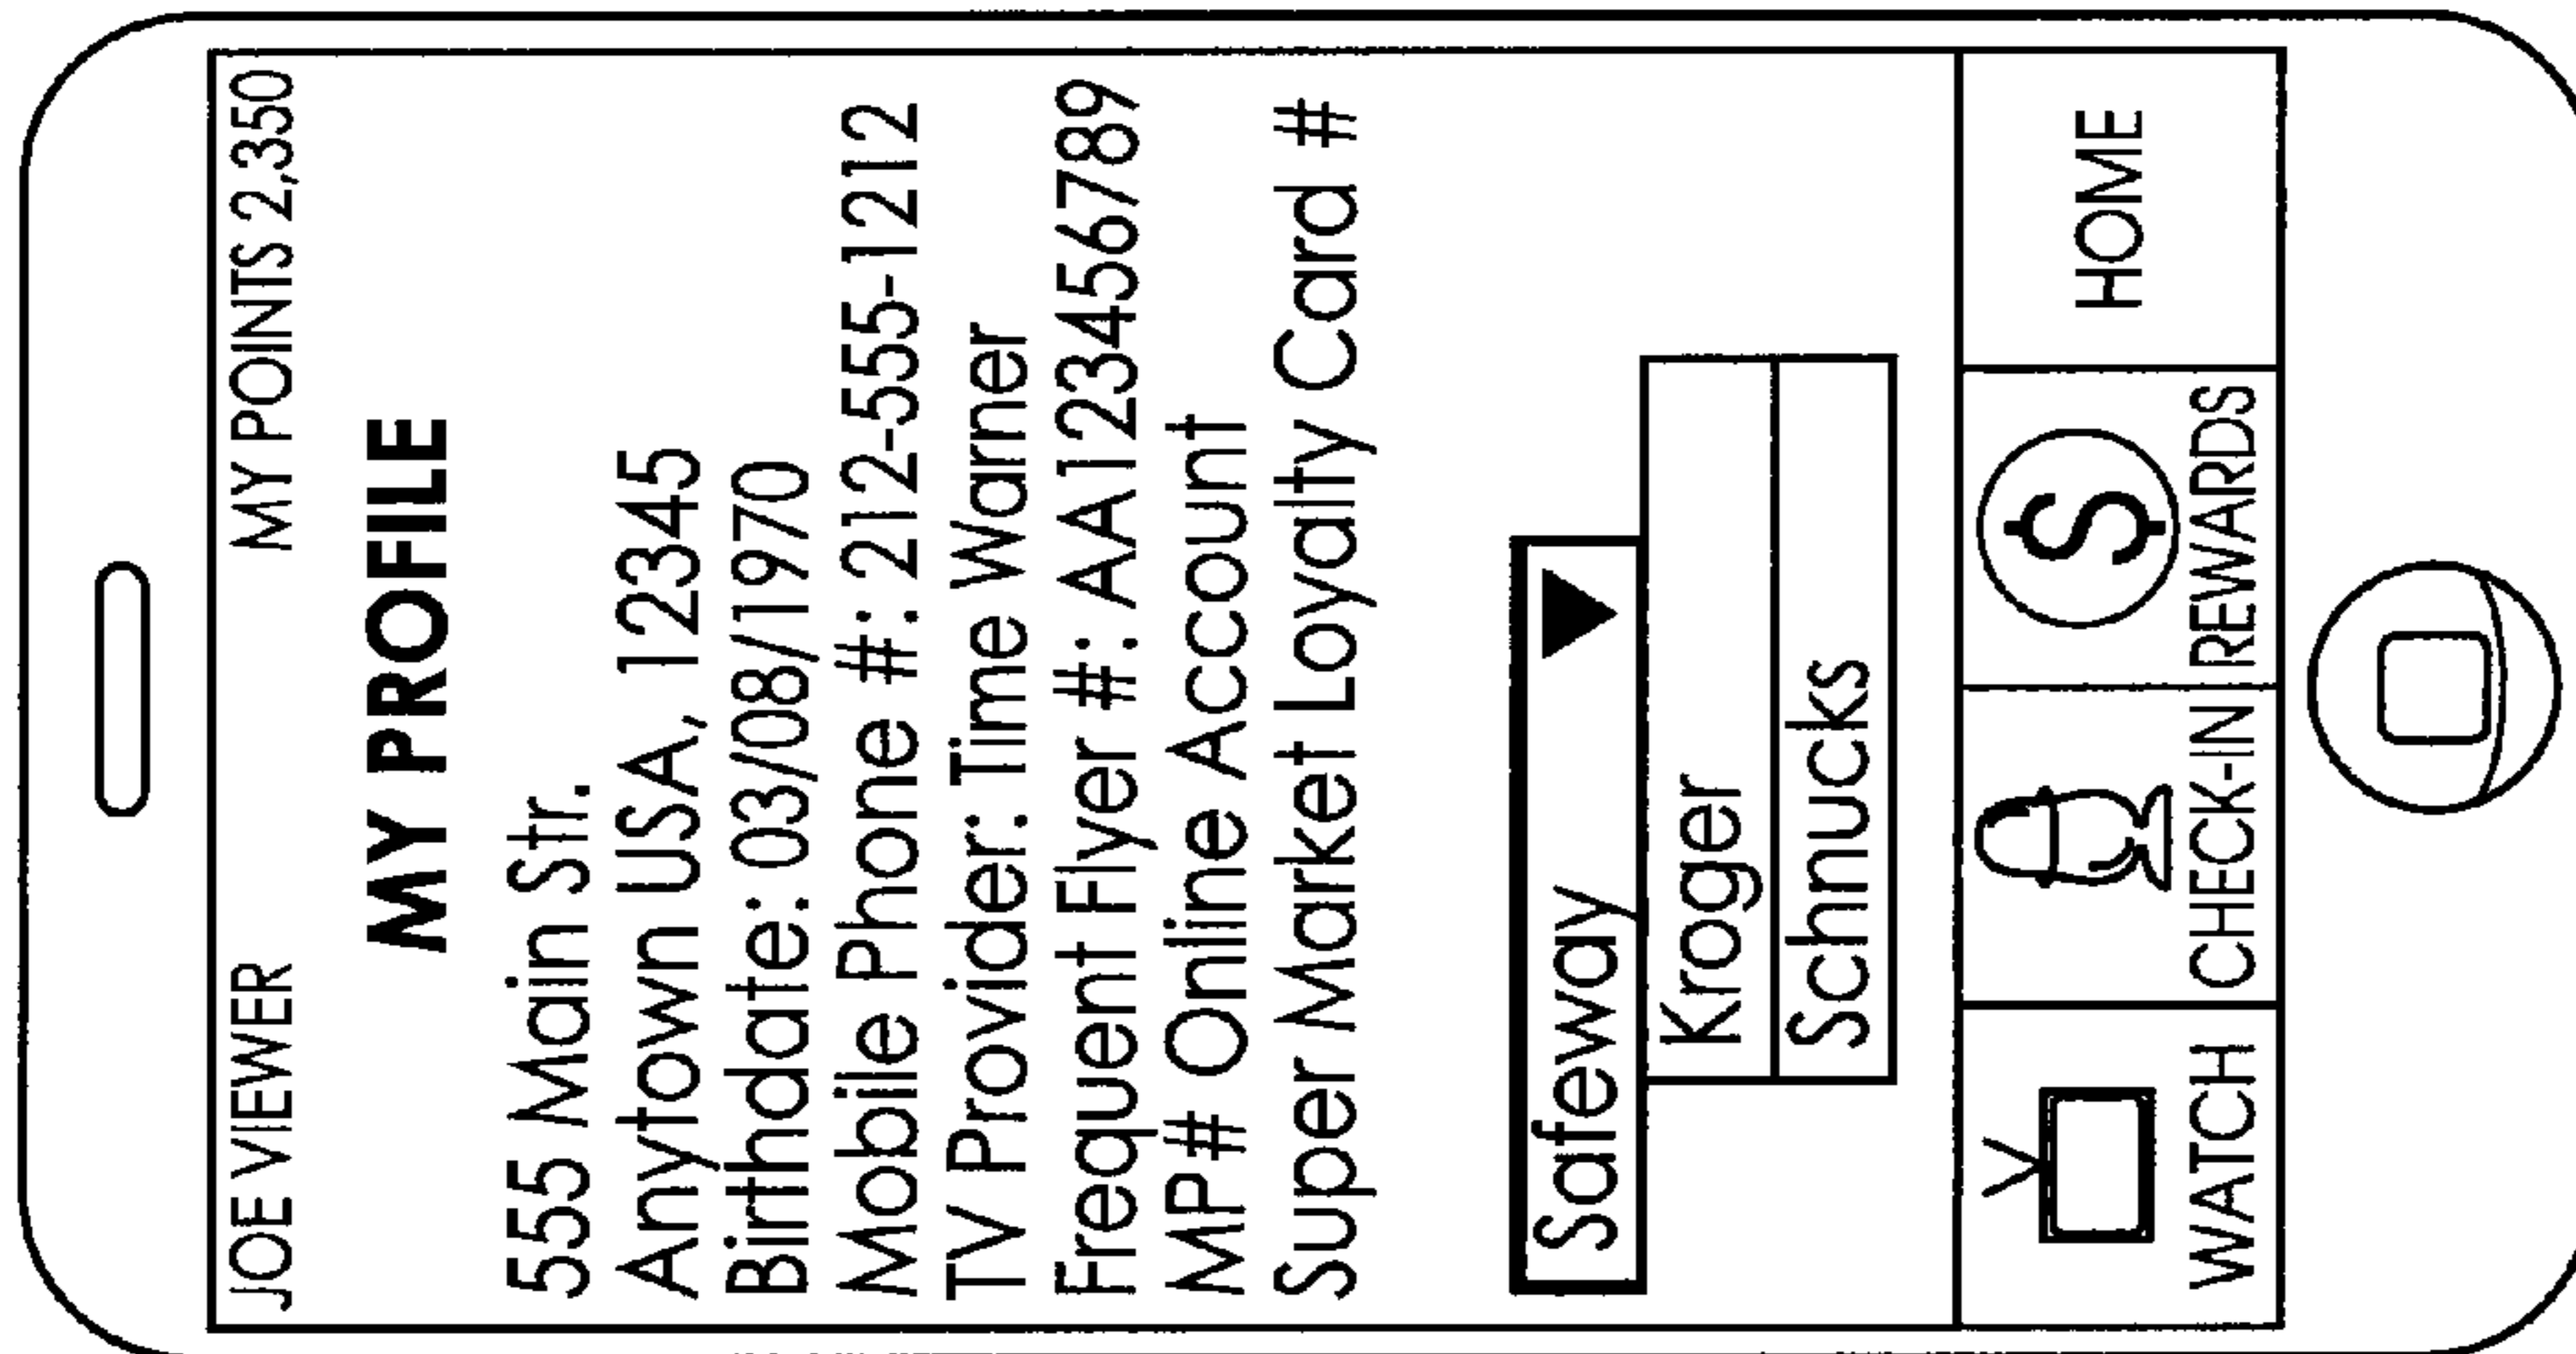 JOE VIEWER MY POINTS 2,350
MY PROFILE
555 Main Str.
Anytown USA, 12345
Birthdate: 03/08/1970
Mobile Phone #: 212-555-1212
TV Provider: Time Warner
Frequent Flyer #: AA123456789
MP# Online Account
Super Market Loyalty Card #
Safeway
Kroger
Schnucks
WATCH CHECK-IN REWARDS HOME